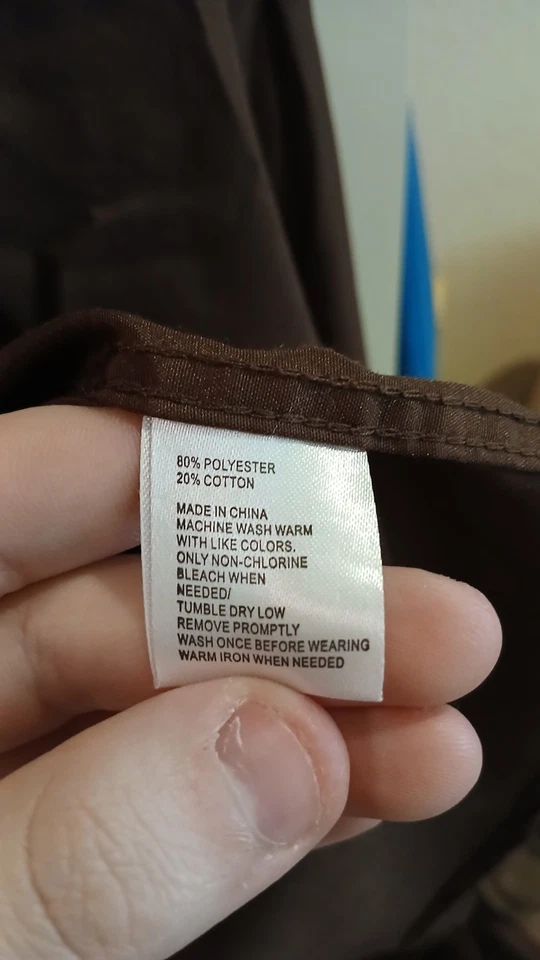 80% POLYESTER
20% COTTON
MADE IN CHINA
MACHINE WASH WARM
WITH LIKE COLORS.
ONLY NON-CHLORINE
BLEACH WHEN
NEEDED/
TUMBLE DRY LOW
REMOVE PROMPTLY
WASH ONCE BEFORE WEARING
WARM IRON WHEN NEEDED